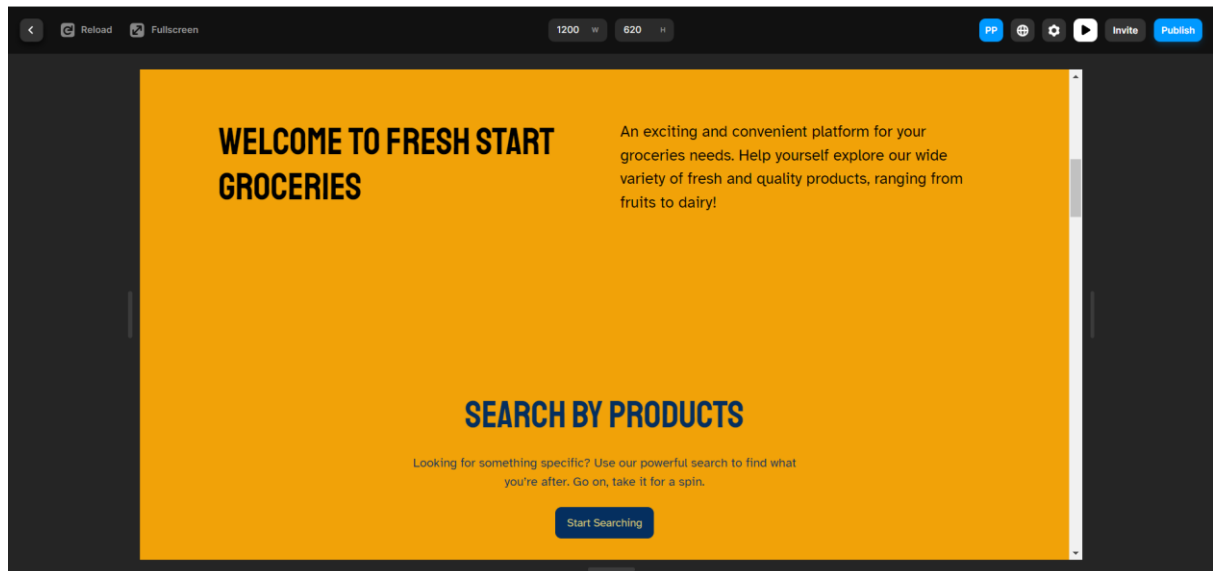 Reload
Fullscreen
1200 W
620 H
PP
Invite
Publish
WELCOME TO FRESH START
GROCERIES
An exciting and convenient platform for your
groceries needs. Help yourself explore our wide
variety of fresh and quality products, ranging from
fruits to dairy!
SEARCH BY PRODUCTS
Looking for something specific? Use our powerful search to find what
you're after. Go on, take it for a spin.
Start Searching